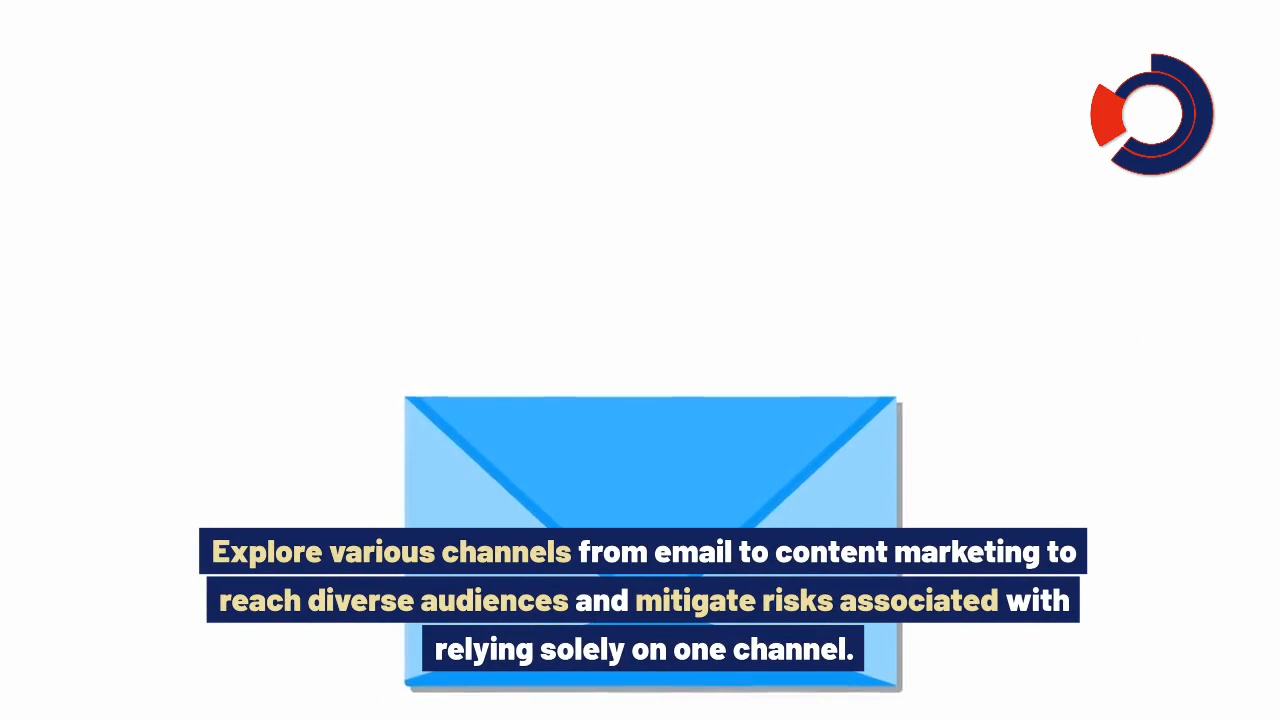 Explore various channels from email to content marketing to
reach diverse audiences and mitigate risks associated with
relying solely on one channel.